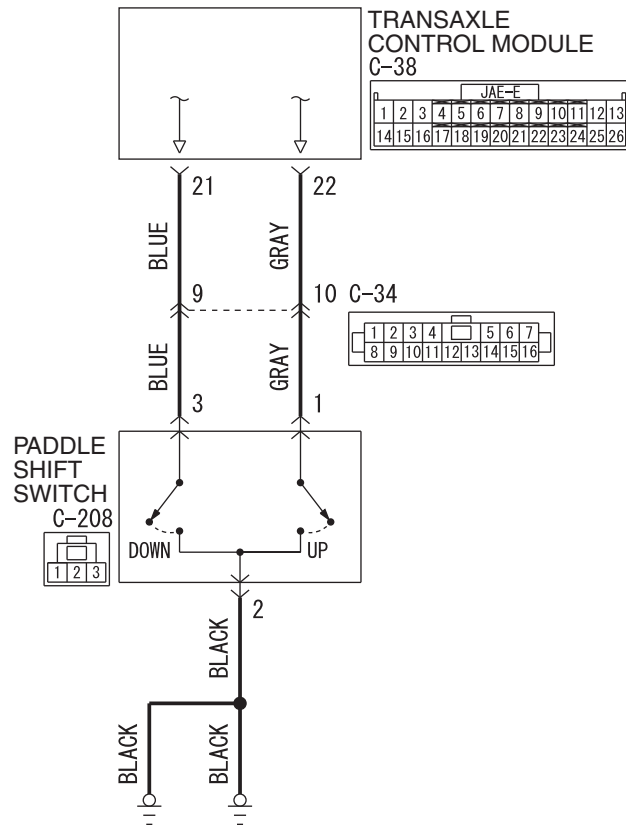 TRANSAXLE
CONTROL MODULE
C-38
JAE-E
1 2 3 4 5 6 7 8 9 10 11 12 13
14 15 16 17 18 19 20 21 22 23 24 25 26
21 22
BLUE GRAY
9 10 C-34
1 2 3 4 5 6 7
8 9 10 11 12 13 14 15 16
BLUE GRAY
3 1
PADDLE
SHIFT
SWITCH
C-208
1 2 3
DOWN UP
2
BLACK
BLACK BLACK